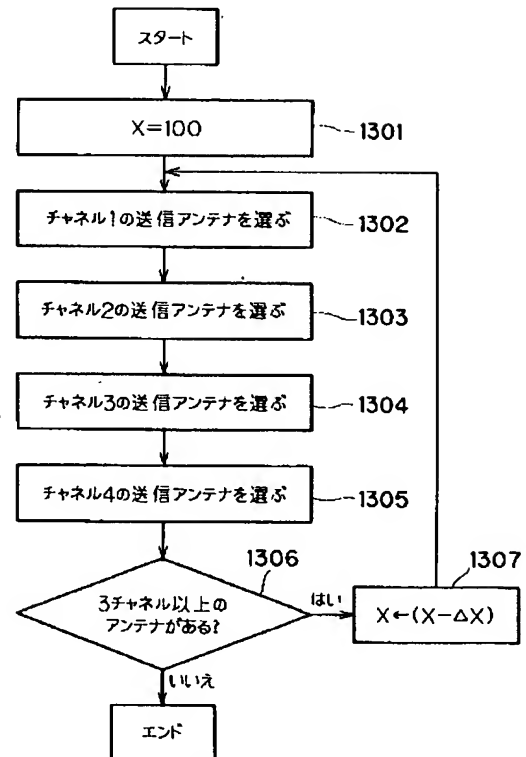 スタート
X=100
1301
チャネル1の送信アンテナを選ぶ
1302
チャネル2の送信アンテナを選ぶ
1303
チャネル3の送信アンテナを選ぶ
1304
チャネル4の送信アンテナを選ぶ
1305
1306
3チャネル以上の
アンテナがある?
はい
1307
X←(X-△X)
いいえ
エンド